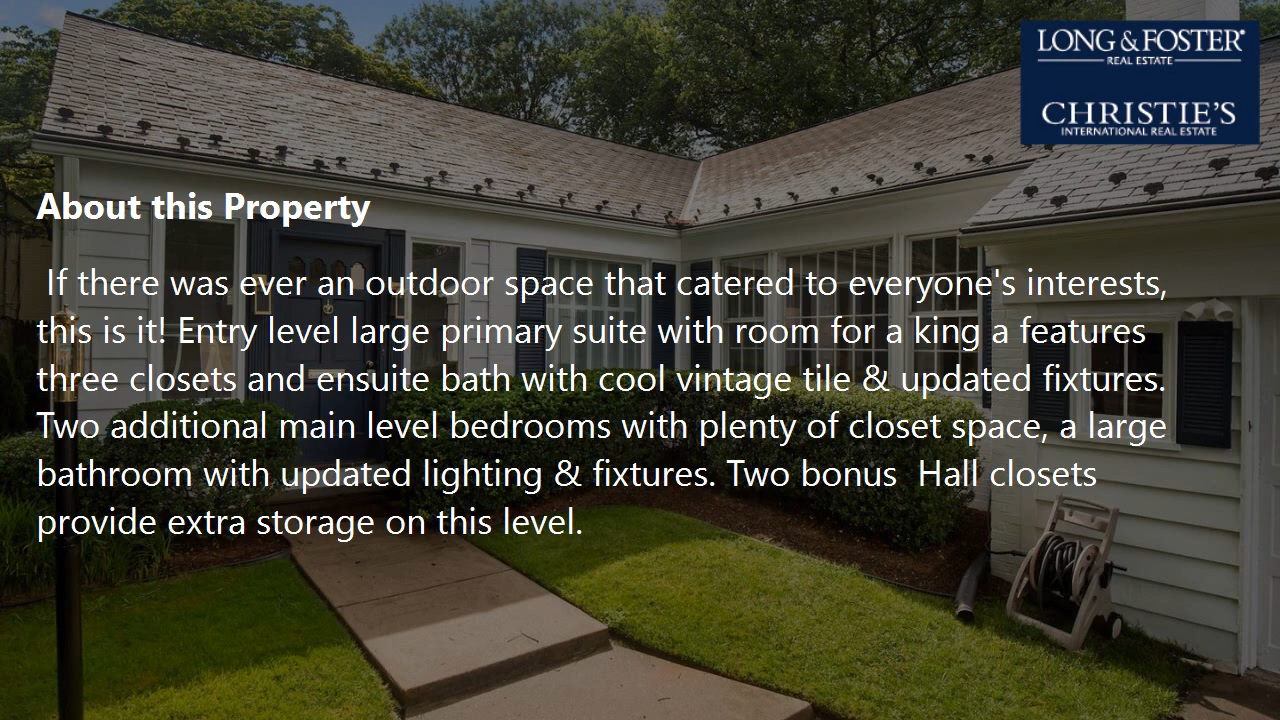 LONG & FOSTER®
REAL ESTATE
CHRISTIE'S
INTERNATIONAL REAL ESTATE
About this Property
If there was ever an outdoor space that catered to everyone's interests,
this is it! Entry level large primary suite with room for a king a features
three closets and ensuite bath with cool vintage tile & updated fixtures.
Two additional main level bedrooms with plenty of closet space, a large
bathroom with updated lighting & fixtures. Two bonus  Hall closets
provide extra storage on this level.